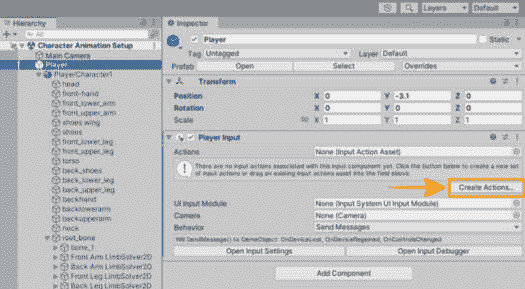 Layers
Default
Hierarchy
All
Character Animation Setup
Main Camera
Player
PlayerCharacter1
head
front-hand
front_lower_arm
front_upper_arm
shoes wing
shoes
front_lower_leg
front_upper_leg
torso
back_shoes
back_lower_leg
back_upper_leg
backhand
backlowerarm
backupperarm
neck
root_bone
bone_1
Front Arm LimbSolver2D
Back Arm LimbSolver2D
Front Leg LimbSolver2D
Back Leg LimbSolver2D
Inspector
Player
Static
Tag Untagged Layer Default
Prefab Open Select Overrides
Transform
Position X 0 Y -3.1 Z 0
Rotation X 0 Y 0 Z 0
Scale X 1 Y 1 Z 1
Player Input
Actions None (Input Action Asset)
There are no input actions associated with this input component yet. Click the button below to create a new set
of input actions or drag an existing input actions asset into the field above.
Create Actions...
UI Input Module None (Input System UI Input Module)
Camera None (Camera)
Behavior Send Messages
Will SendMessage() to GameObject: OnDeviceLost, OnDeviceRegained, OnControlsChanged
Open Input Settings Open Input Debugger
Add Component